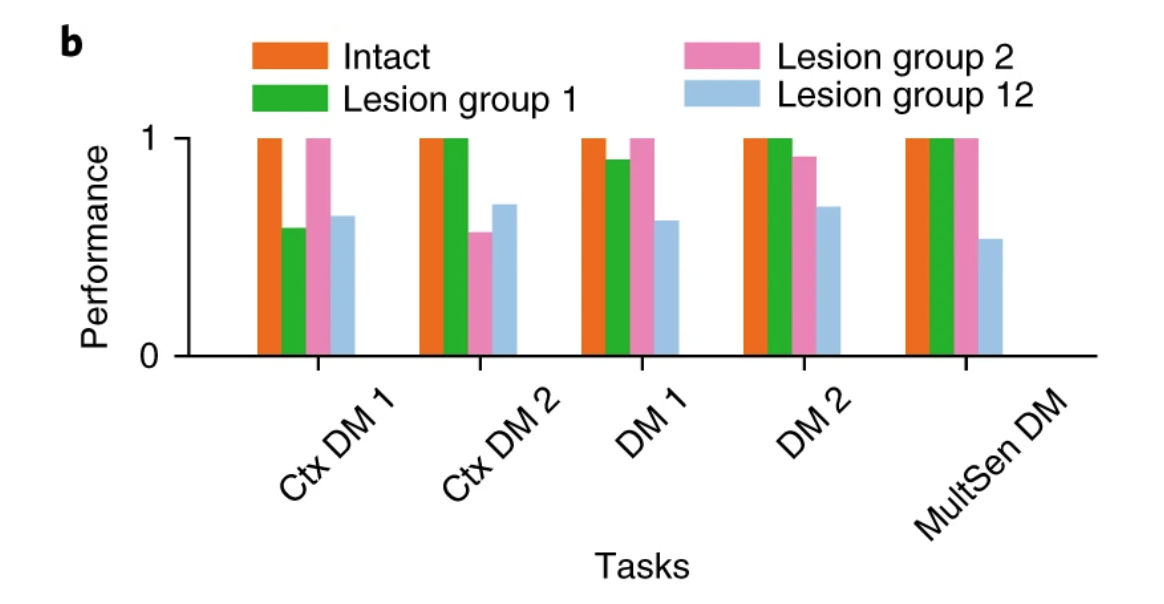 b
Intact
Lesion group 1
Lesion group 2
Lesion group 12
Performance
1
0
Ctx DM 1
Ctx DM 2
DM 1
DM 2
MultSen DM
Tasks